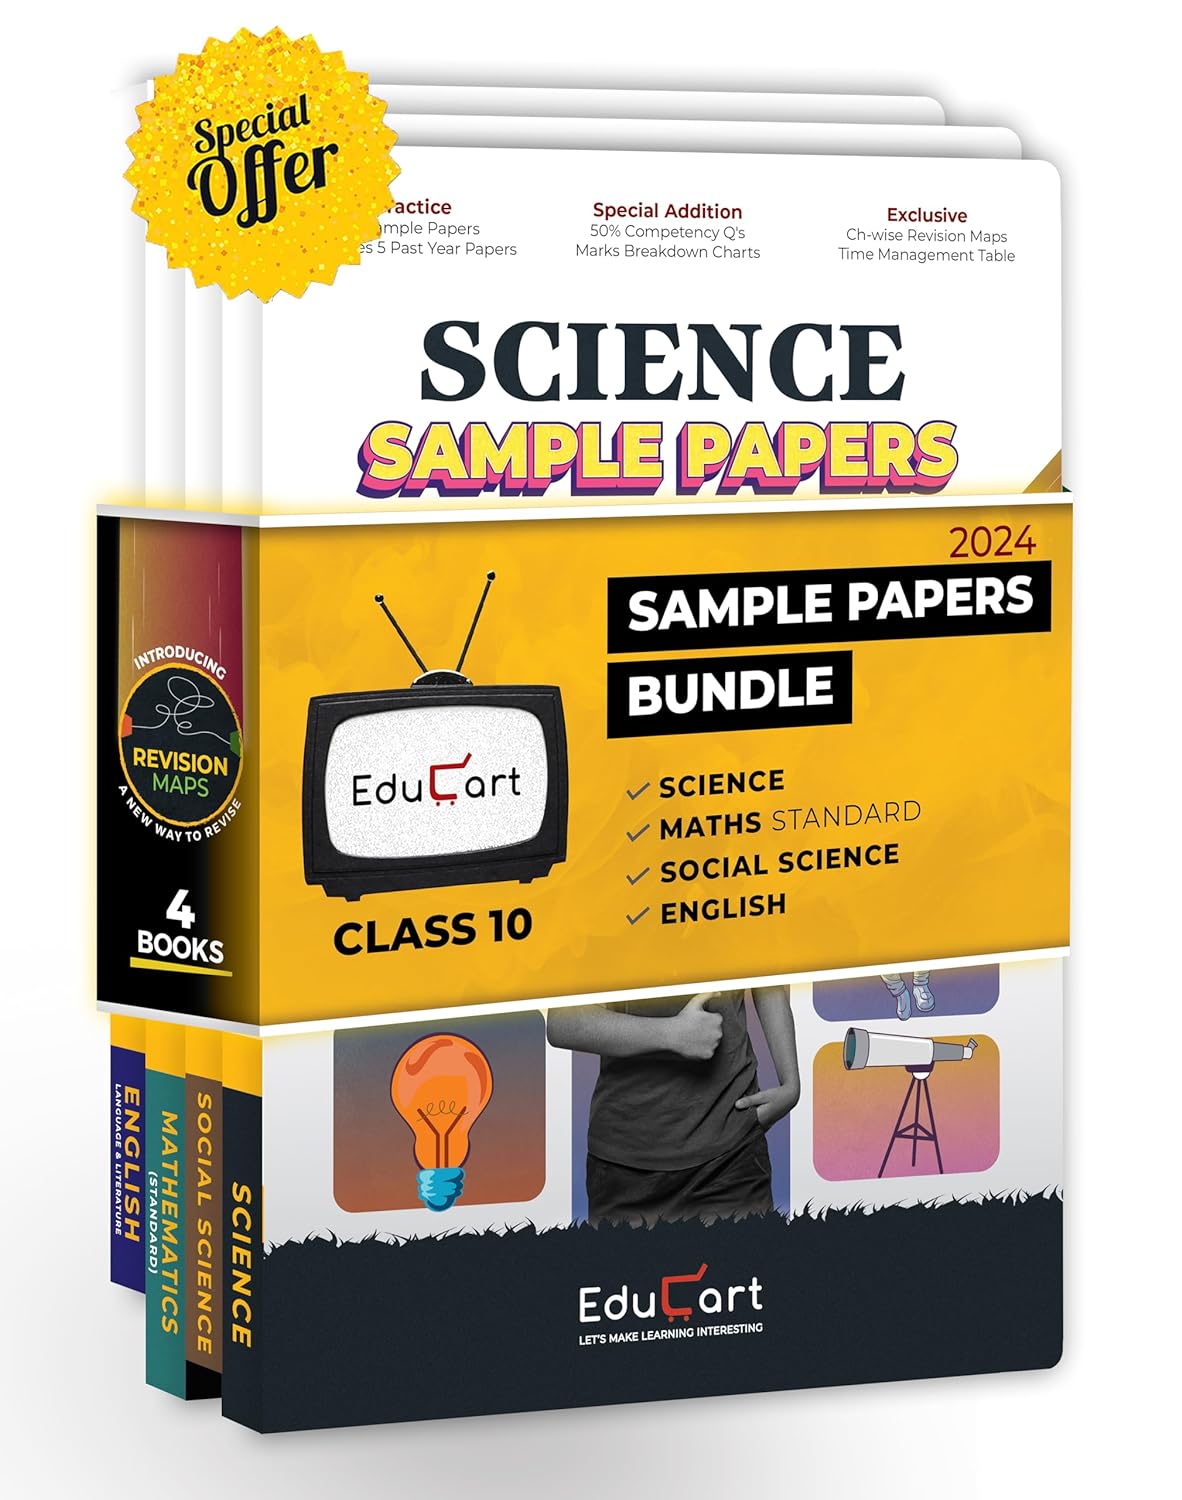 Special
Offer
Sample Papers
5 Past Year Papers
Special Addition
50% Competency Q's
Marks Breakdown Charts
Exclusive
Ch-wise Revision Maps
Time Management Table
SCIENCE
SAMPLE PAPERS
2024
SAMPLE PAPERS
BUNDLE
EduCart
SCIENCE
MATHS STANDARD
SOCIAL SCIENCE
ENGLISH
CLASS 10
INTRODUCING
REVISION
MAPS
A NEW WAY TO REVISE
4
BOOKS
ENGLISH
LANGUAGE & LITERATURE
MATHEMATICS
(STANDARD)
SOCIAL SCIENCE
SCIENCE
EduCart
LET'S MAKE LEARNING INTERESTING